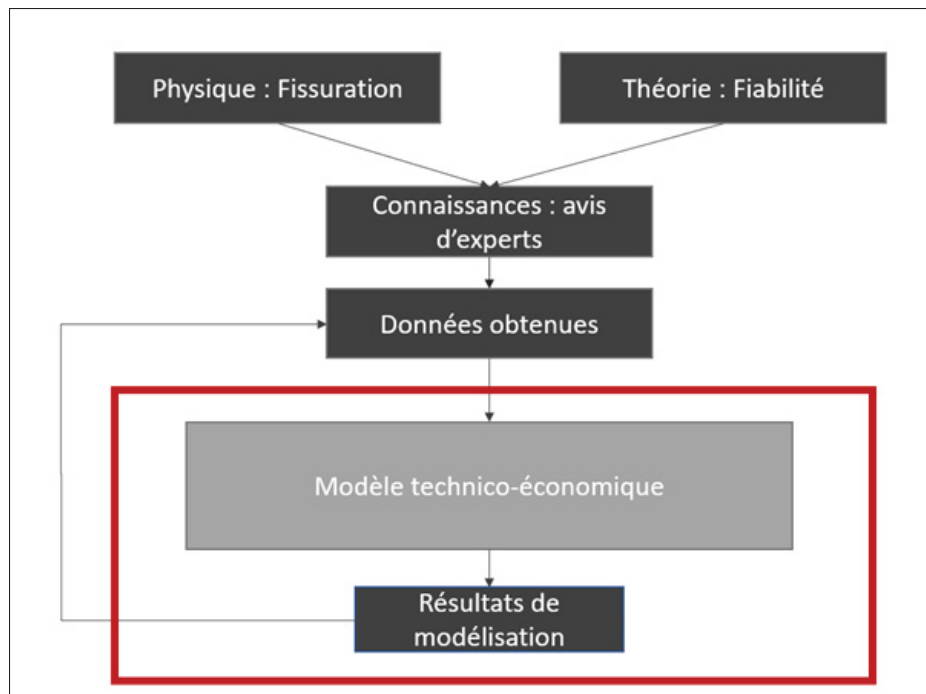 Physique : Fissuration
Théorie : Fiabilité
Connaissances : avis
d'experts
Données obtenues
Modèle technico-économique
Résultats de
modélisation